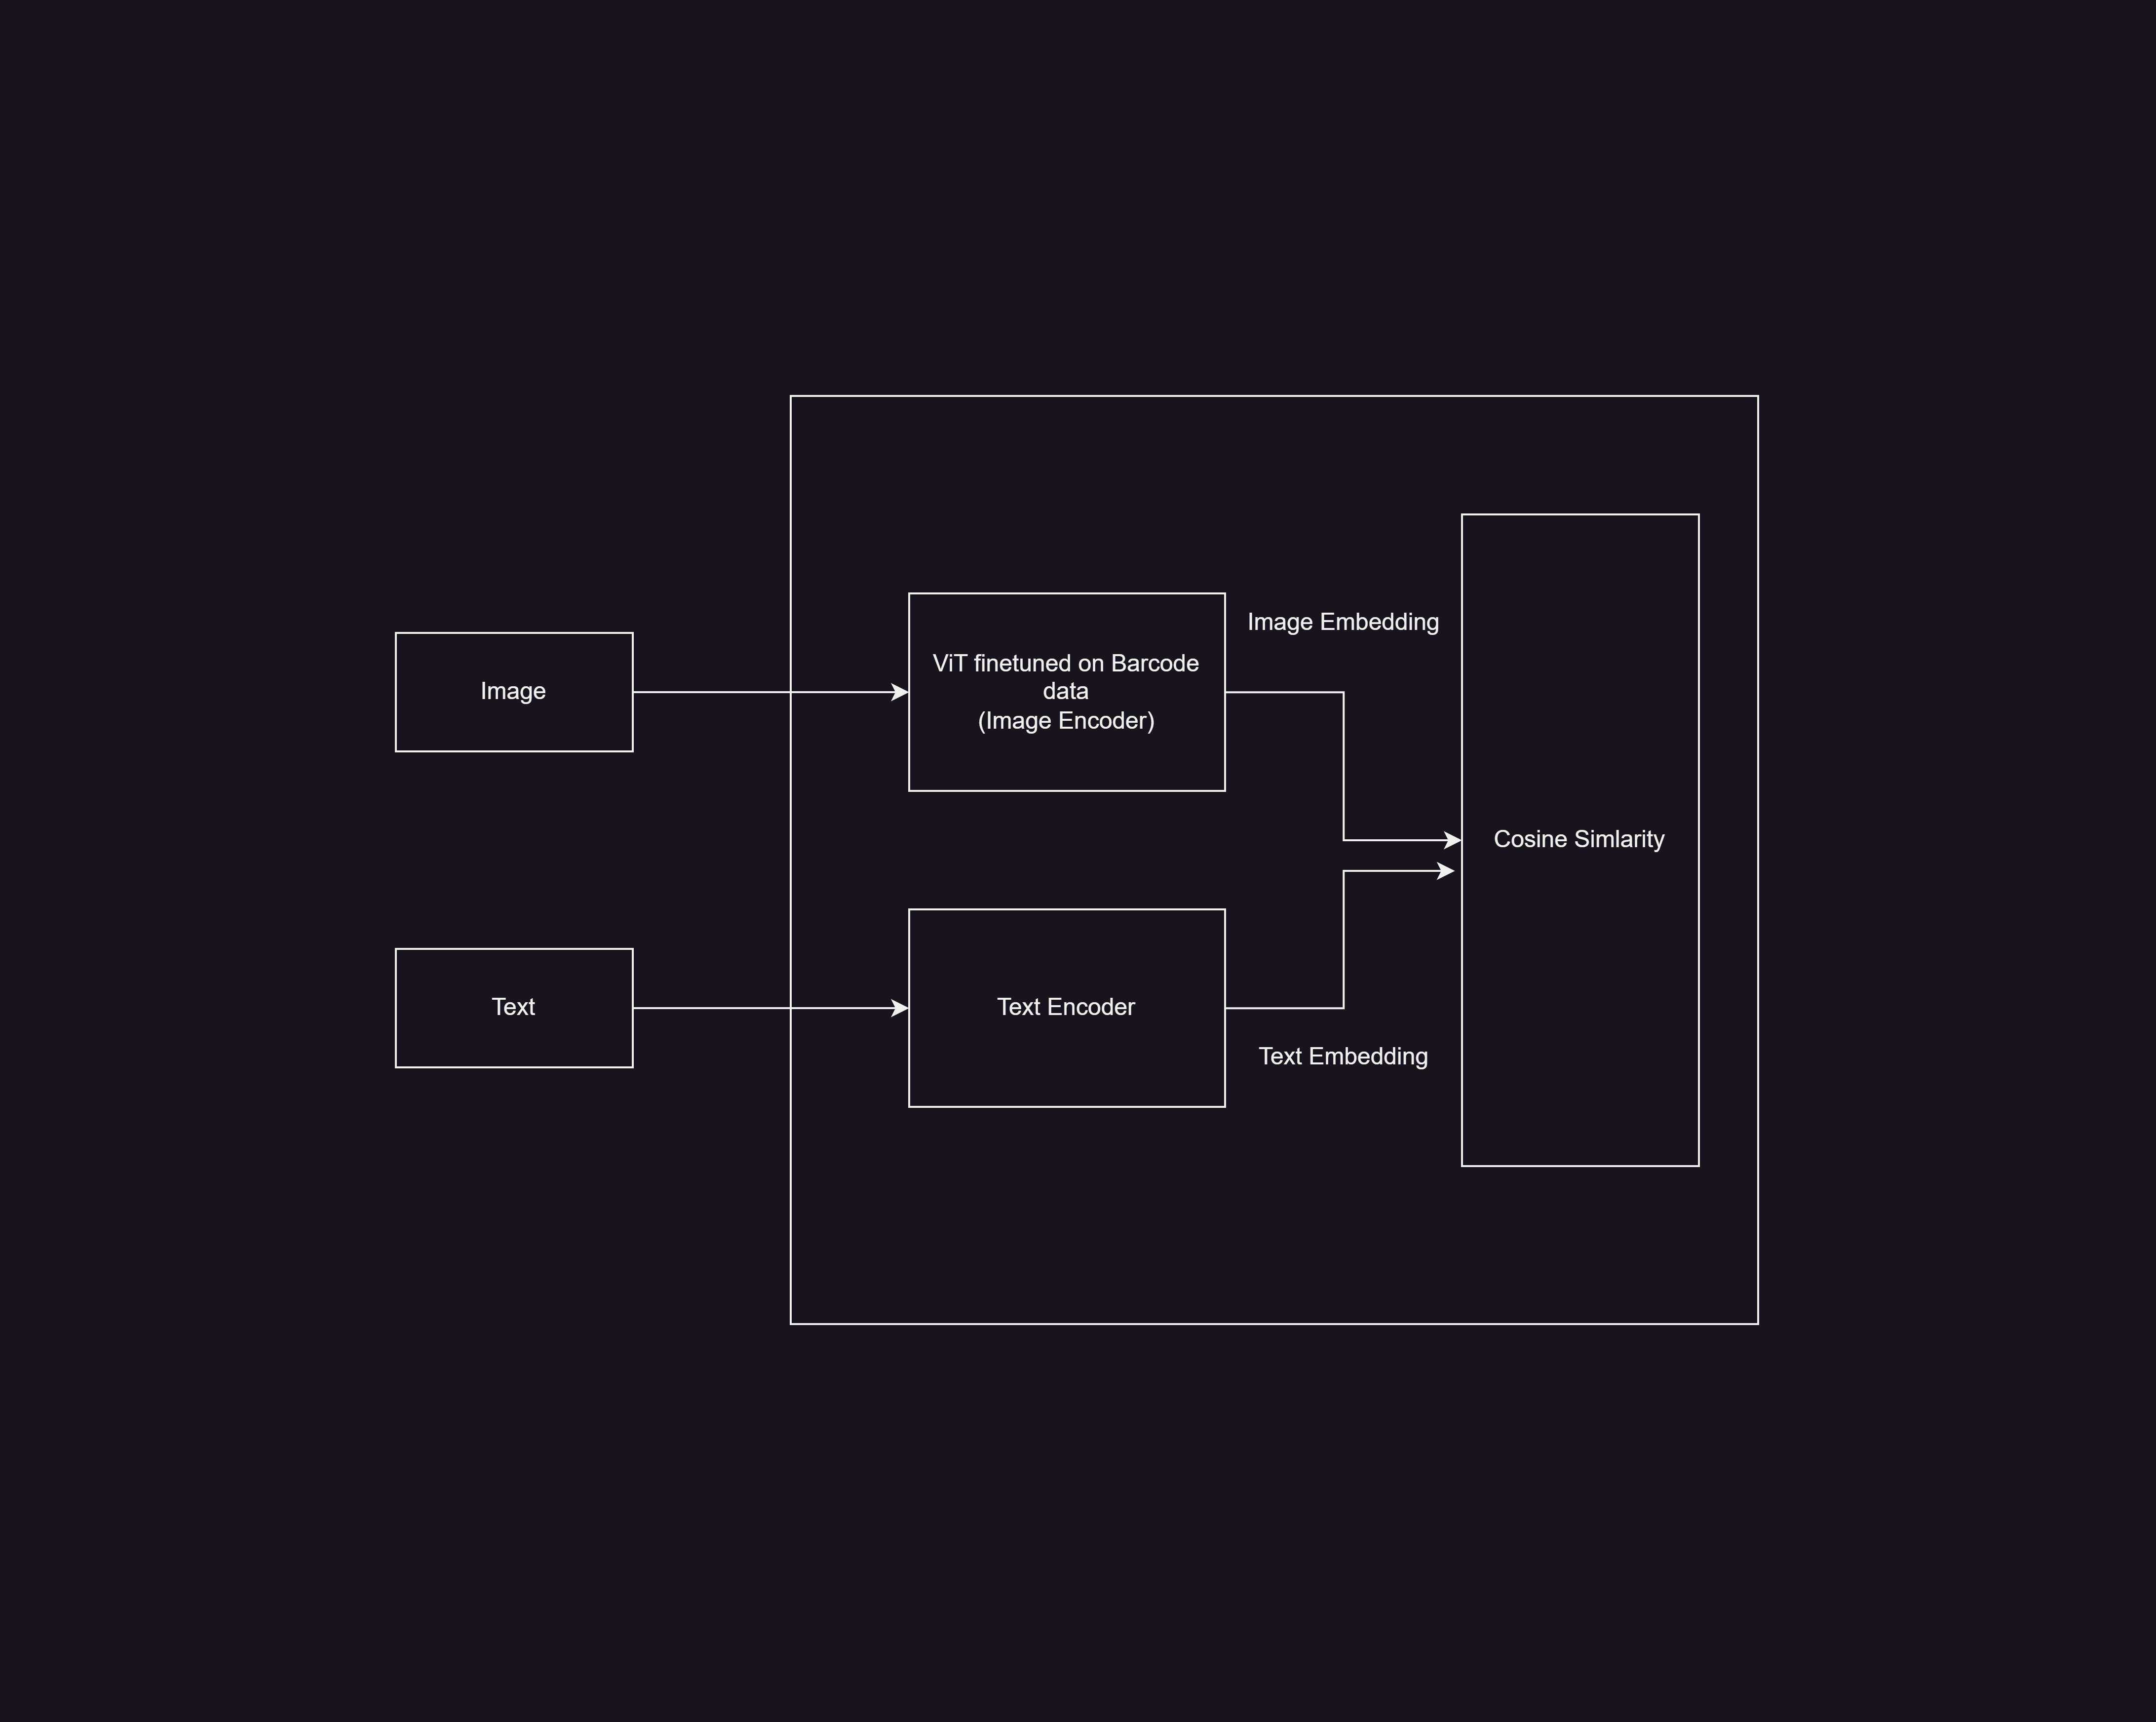 Image Embedding
ViT finetuned on Barcode
data
(Image Encoder)
Image
Cosine Simlarity
Text
Text Encoder
Text Embedding